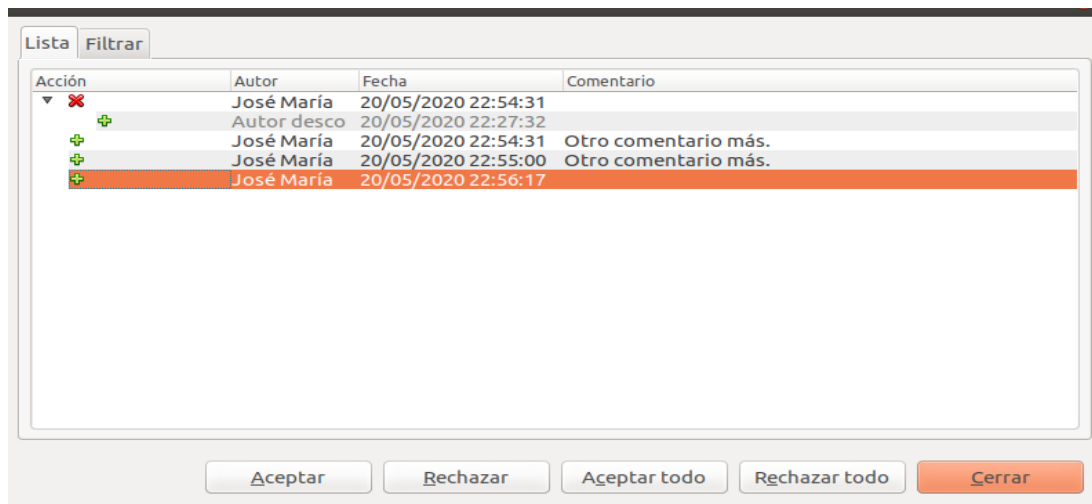 Lista Filtrar
Acción Autor Fecha Comentario
José María 20/05/2020 22:54:31
Autor desco 20/05/2020 22:27:32
José María 20/05/2020 22:54:31 Otro comentario más.
José María 20/05/2020 22:55:00 Otro comentario más.
José María 20/05/2020 22:56:17
Aceptar Rechazar Aceptar todo Rechazar todo Cerrar